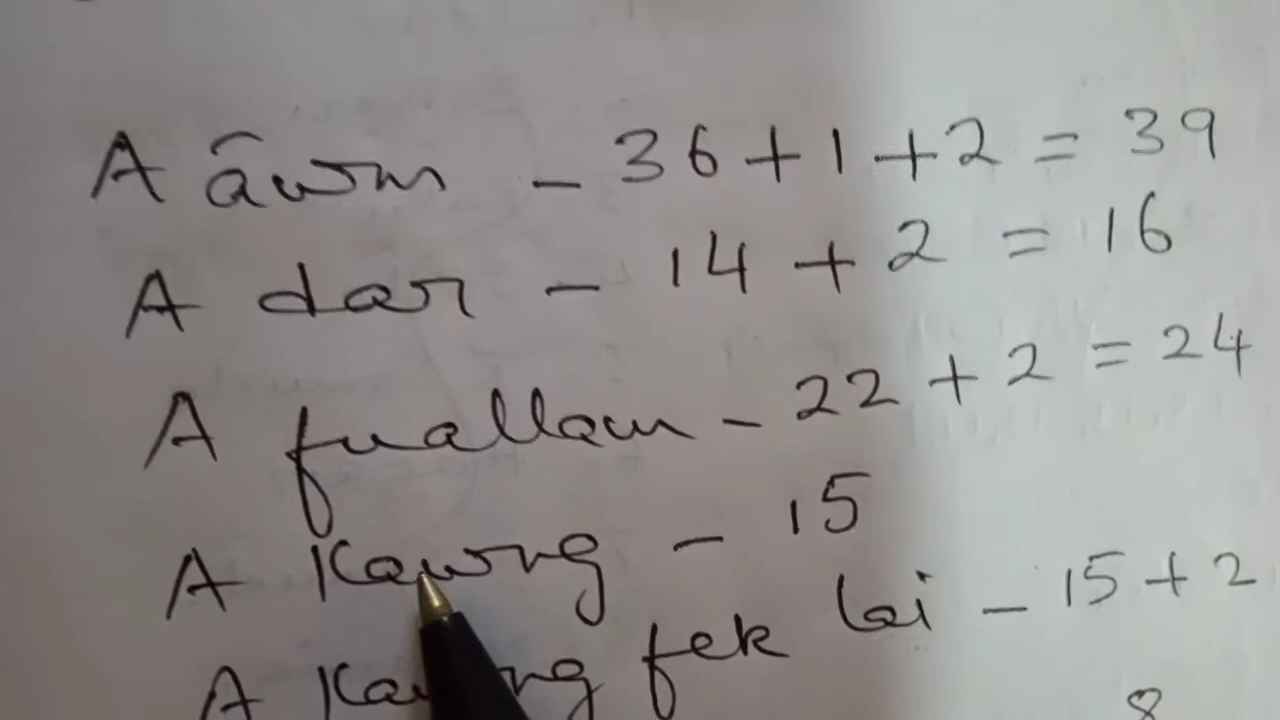 A âwm - 36+1+2 = 39
A dar - 14 + 2 = 16
A fuallam - 22 + 2 = 24
A Kawng - 15
A Kawng fek lai - 15 + 2
8